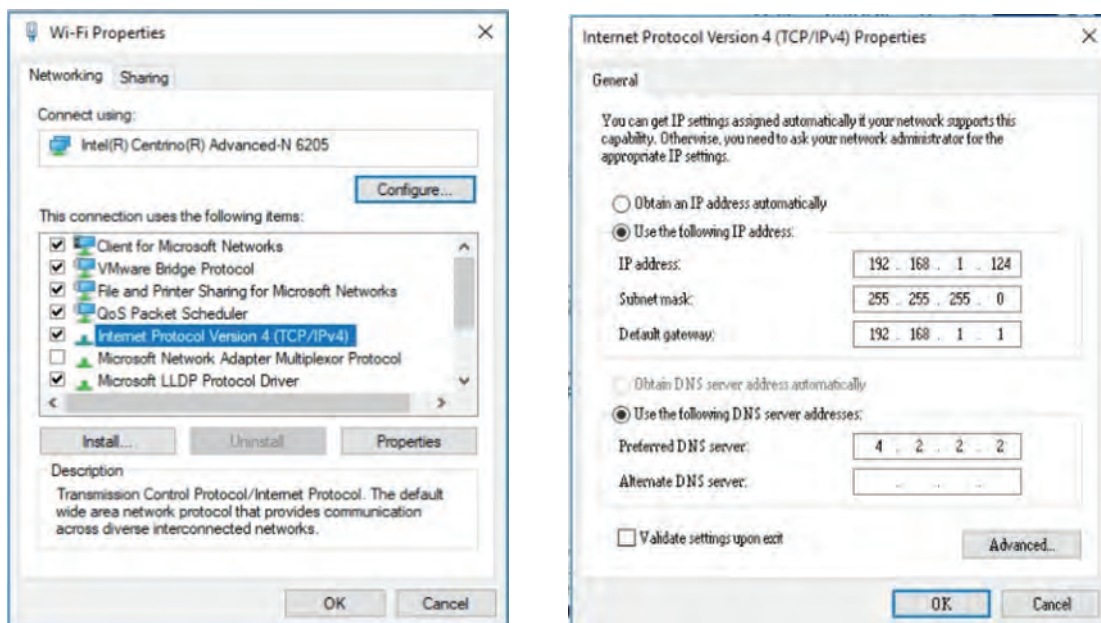 Wi-Fi Properties
Networking Sharing
Connect using:
Intel(R) Centrino(R) Advanced-N 6205
Configure...
This connection uses the following items:
Client for Microsoft Networks
VMware Bridge Protocol
File and Printer Sharing for Microsoft Networks
QoS Packet Scheduler
Internet Protocol Version 4 (TCP/IPv4)
Microsoft Network Adapter Multiplexor Protocol
Microsoft LLDP Protocol Driver
Install... Uninstall Properties
Description
Transmission Control Protocol/Internet Protocol. The default
wide area network protocol that provides communication
across diverse interconnected networks.
OK Cancel
Internet Protocol Version 4 (TCP/IPv4) Properties
General
You can get IP settings assigned automatically if your network supports this
capability. Otherwise, you need to ask your network administrator for the
appropriate IP settings.
Obtain an IP address automatically
Use the following IP address:
IP address: 192 . 168 . 1 . 124
Subnet mask: 255 . 255 . 255 . 0
Default gateway: 192 . 168 . 1 . 1
Obtain DNS server address automatically
Use the following DNS server addresses:
Preferred DNS server: 4 . 2 . 2 . 2
Alternate DNS server: . . .
Validate settings upon exit
Advanced...
OK Cancel